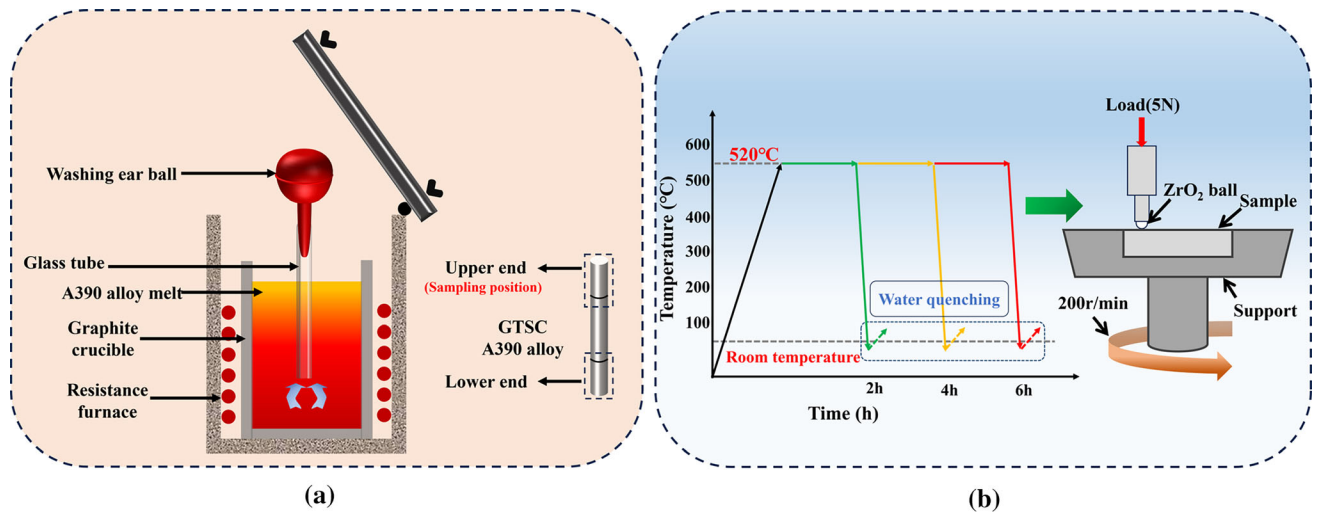 Washing ear ball
Glass tube
A390 alloy melt
Graphite
crucible
Resistance
furnace
Upper end
(Sampling position)
GTSC
A390 alloy
Lower end
(a)
Temperature (°C)
600
500
400
300
200
100
520°C
Water quenching
Room temperature
2h
4h
6h
Time (h)
Load(5N)
ZrO₂ ball
Sample
200r/min
Support
(b)